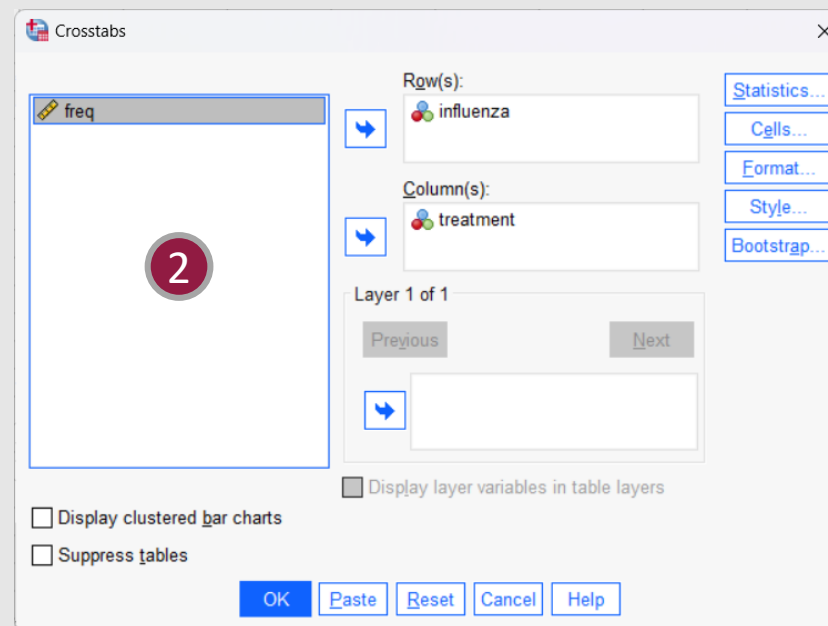 Crosstabs
freq
2
Row(s):
influenza
Column(s):
treatment
Layer 1 of 1
Previous
Next
Display layer variables in table layers
Statistics...
Cells...
Format...
Style...
Bootstrap...
Display clustered bar charts
Suppress tables
OK
Paste
Reset
Cancel
Help